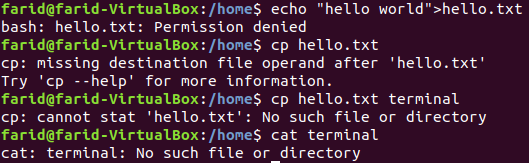 farid@farid-VirtualBox:/home$ echo "hello world">hello.txt
bash: hello.txt: Permission denied
farid@farid-VirtualBox:/home$ cp hello.txt
cp: missing destination file operand after 'hello.txt'
Try 'cp --help' for more information.
farid@farid-VirtualBox:/home$ cp hello.txt terminal
cp: cannot stat 'hello.txt': No such file or directory
farid@farid-VirtualBox:/home$ cat terminal
cat: terminal: No such file or directory